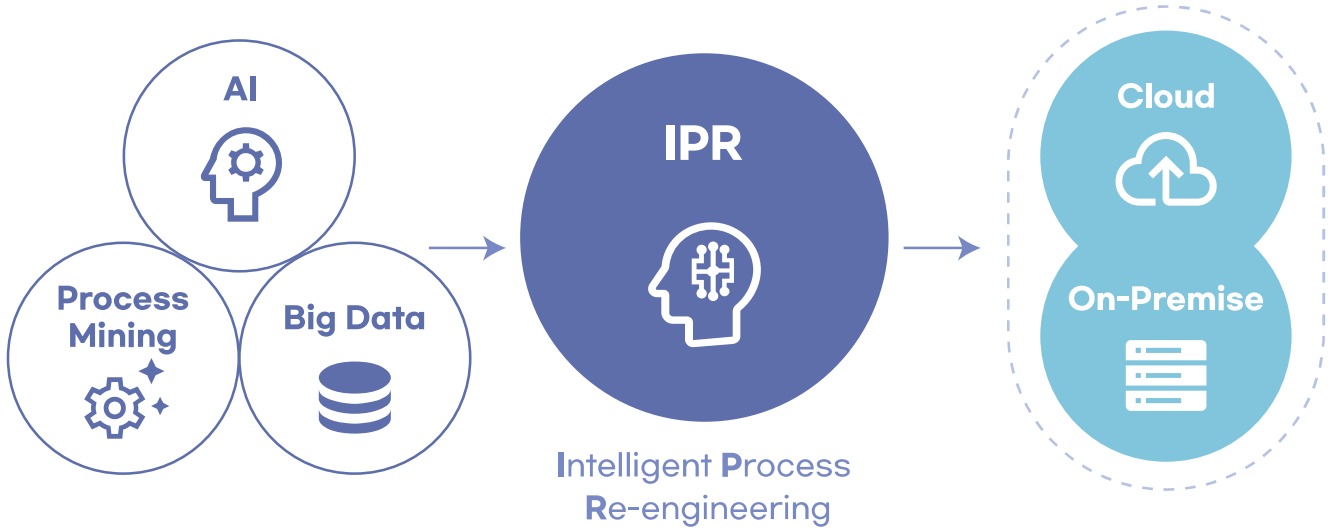 AI
Process
Mining
Big Data
IPR
Intelligent Process
Re-engineering
Cloud
On-Premise